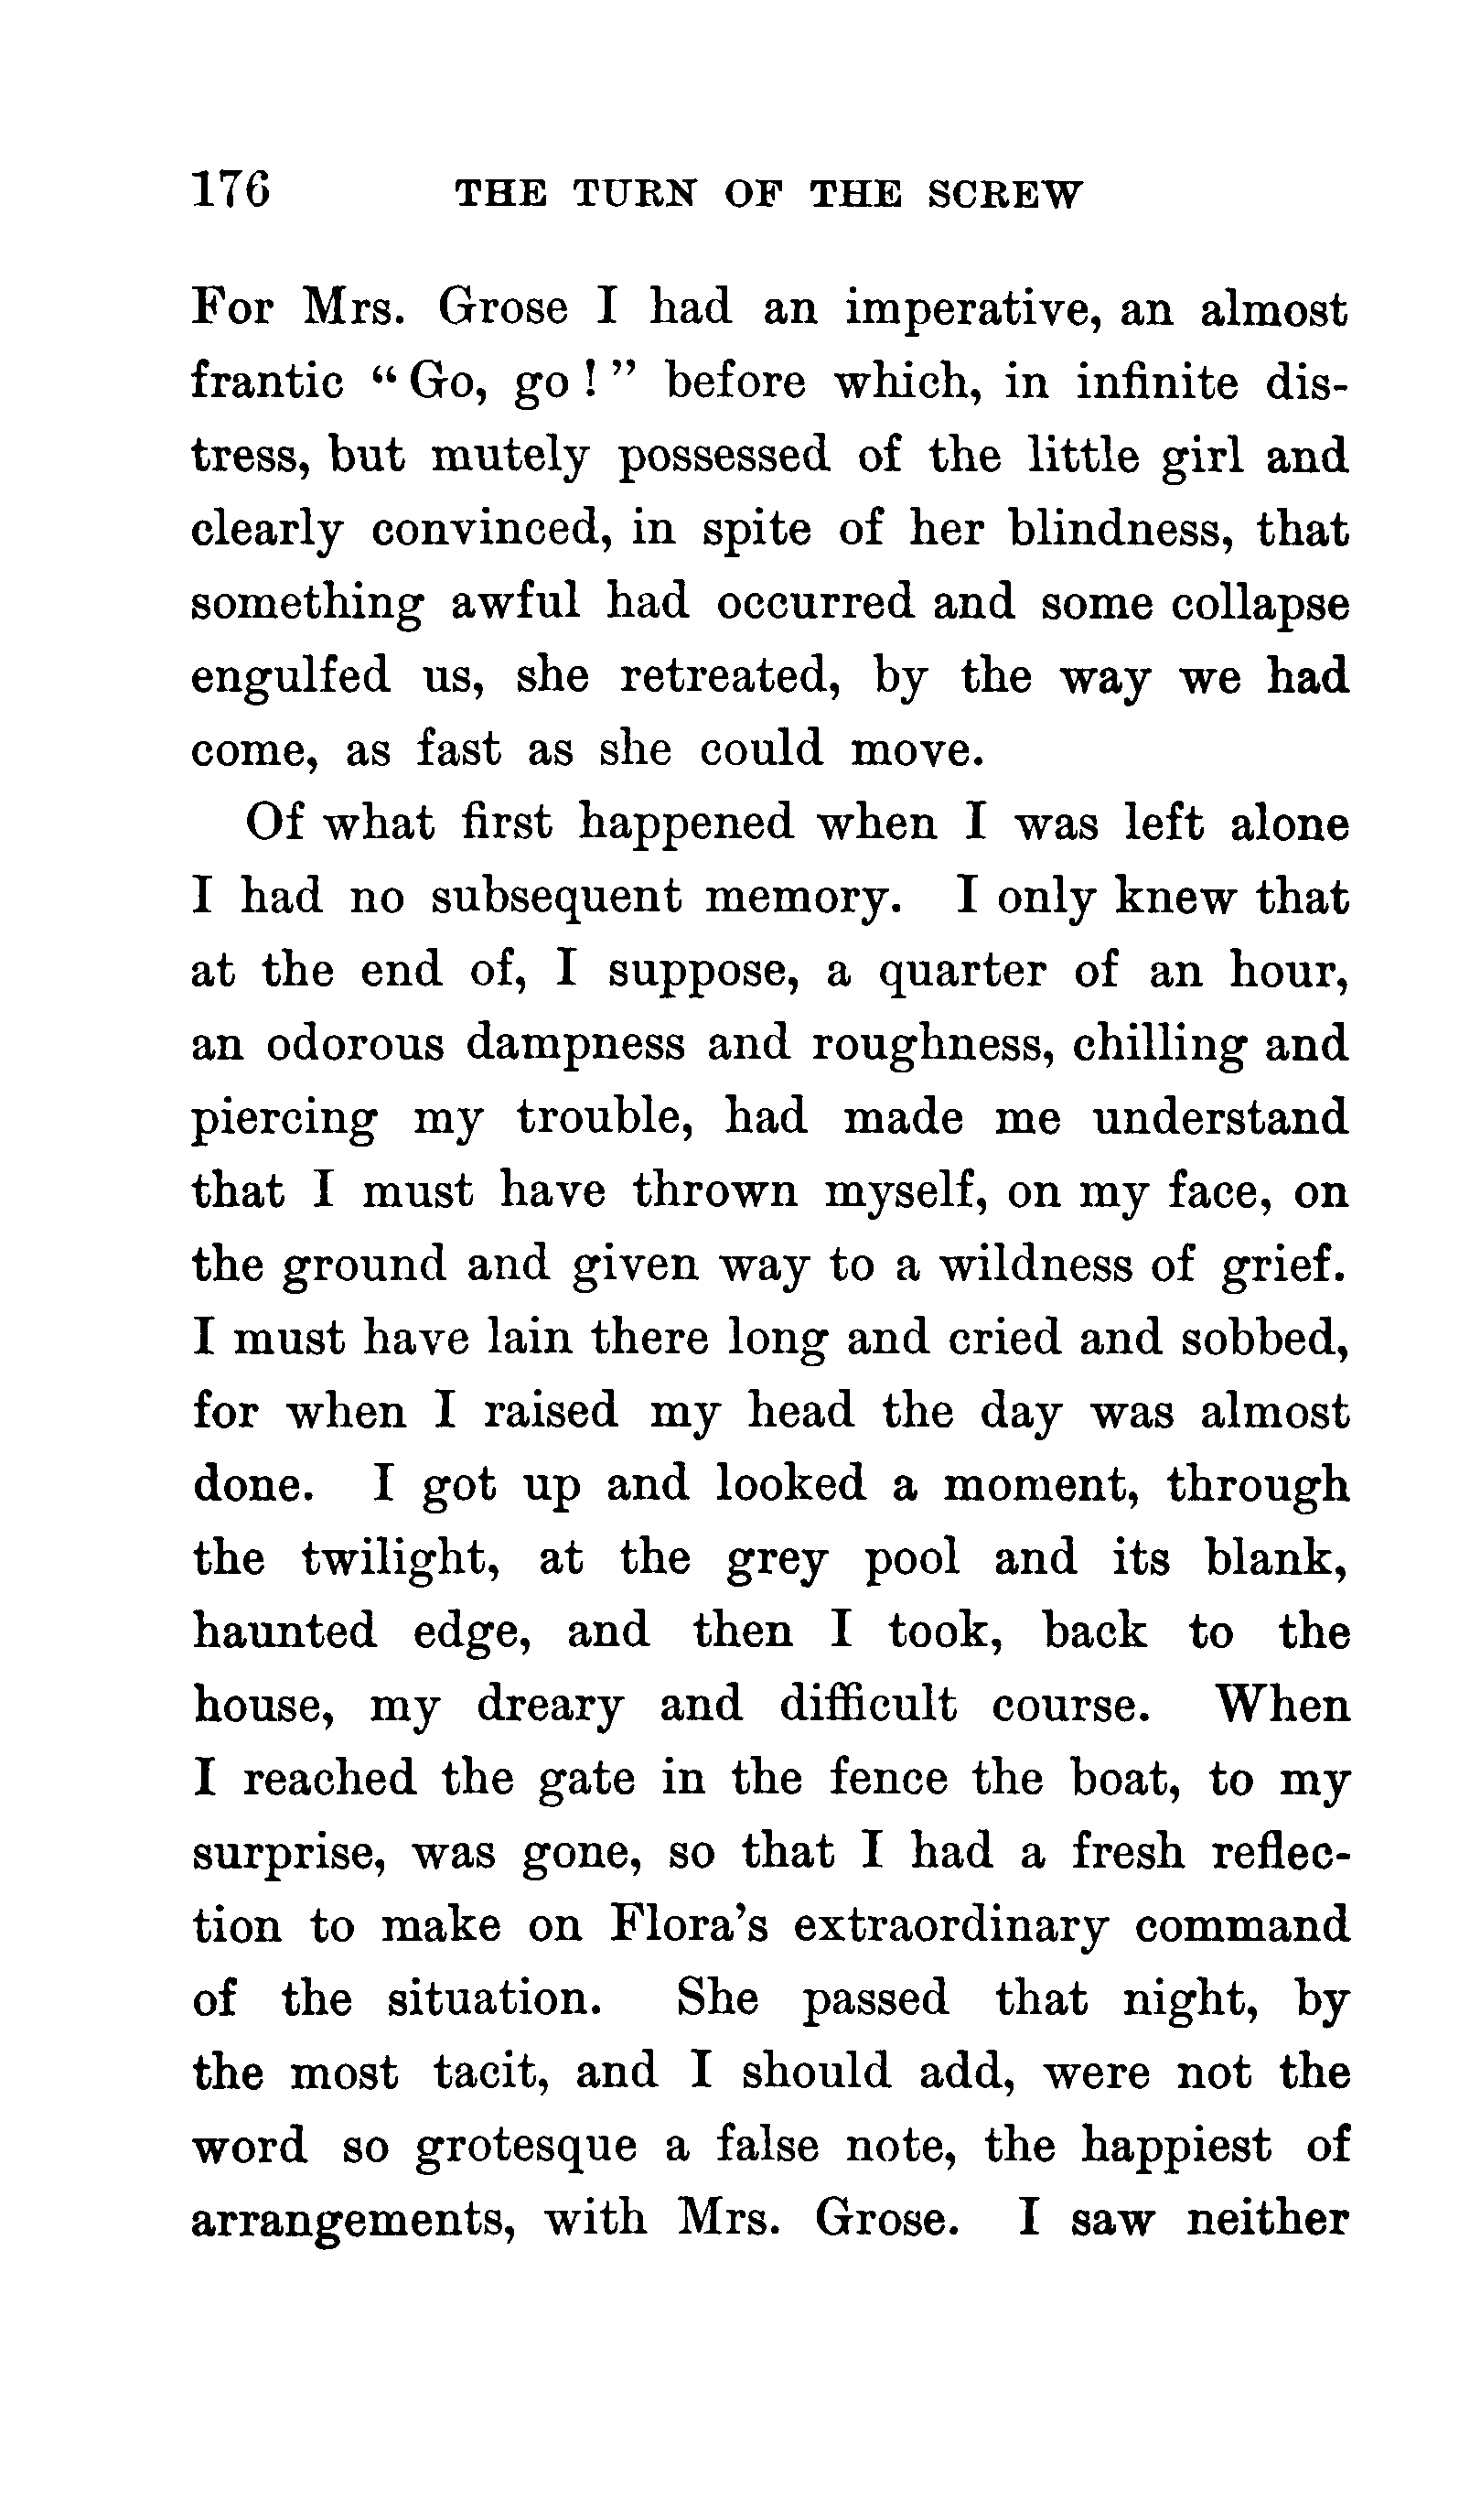 176 THE TURN OF THE SCREW
For Mrs. Grose I had an imperative, an almost
frantic “Go, go!” before which, in infinite dis-
tress, but mutely possessed of the little girl and
clearly convinced, in spite of her blindness, that
something awful had occurred and some collapse
engulfed us, she retreated, by the way we had
come, as fast as she could move.
Of what first happened when I was left alone
I had no subsequent memory. I only knew that
at the end of, I suppose, a quarter of an hour,
an odorous dampness and roughness, chilling and
piercing my trouble, had made me understand
that I must have thrown myself, on my face, on
the ground and given way to a wildness of grief.
I must have lain there long and cried and sobbed,
for when I raised my head the day was almost
done. I got up and looked a moment, through
the twilight, at the grey pool and its blank,
haunted edge, and then I took, back to the
house, my dreary and difficult course. When
I reached the gate in the fence the boat, to my
surprise, was gone, so that I had a fresh reflec-
tion to make on Flora’s extraordinary command
of the situation. She passed that night, by
the most tacit, and I should add, were not the
word so grotesque a false note, the happiest of
arrangements, with Mrs. Grose. I saw neither